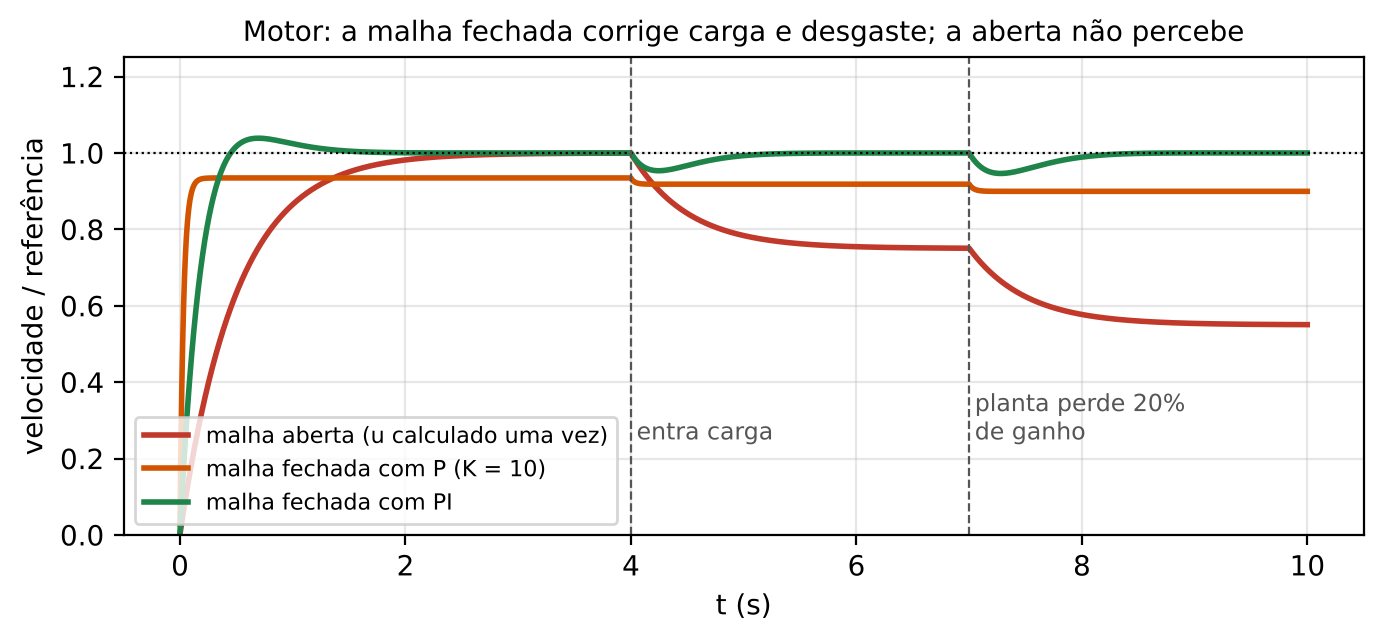 Motor: a malha fechada corrige carga e desgaste; a aberta não percebe
velocidade / referência
1.2
1.0
0.8
0.6
0.4
0.2
0.0
malha aberta (u calculado uma vez)
malha fechada com P (K = 10)
malha fechada com PI
entra carga
planta perde 20%
de ganho
0
2
4
6
8
10
t (s)